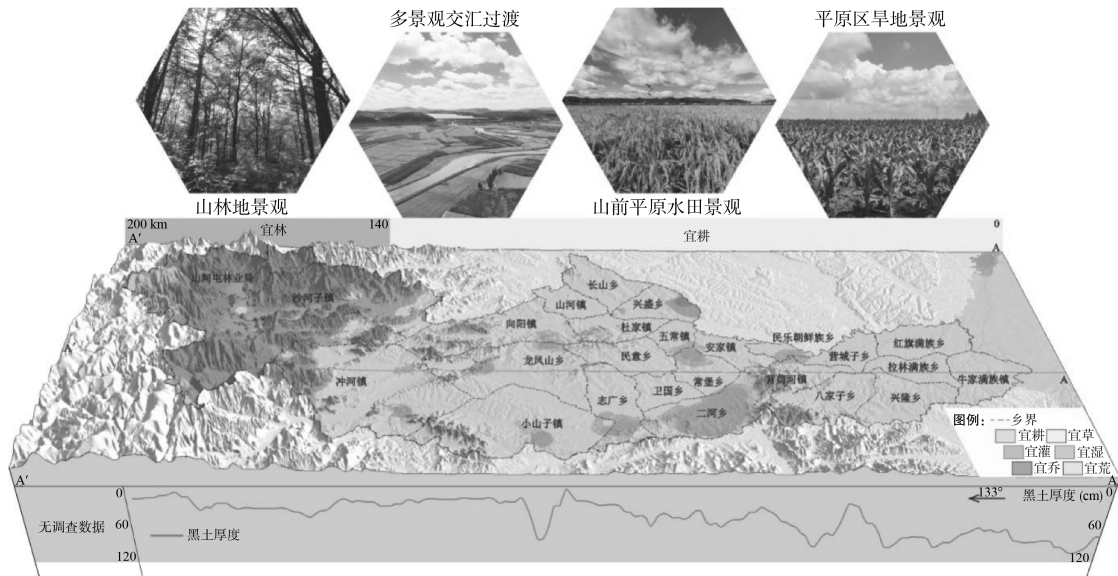 多景观交汇过渡
平原区旱地景观
山林地景观
山前平原水田景观
200 km
宜林
140
宜耕
0
A′
A
山河屯林业局
沙河子镇
长山乡
山河镇
兴盛乡
向阳镇
杜家镇
五常镇
安家镇
民乐朝鲜族乡
红旗满族乡
营城子乡
龙凤山乡
民意乡
拉林满族乡
冲河镇
常堡乡
背荫河镇
牛家满族镇
A
卫国乡
志广乡
八家子乡
兴隆乡
二河乡
小山子镇
图例：
乡界
宜耕
宜草
宜灌
宜湿
宜乔
宜荒
A′
A
0
133°
黑土厚度 (cm)
0
无调查数据
60
黑土厚度
60
120
120